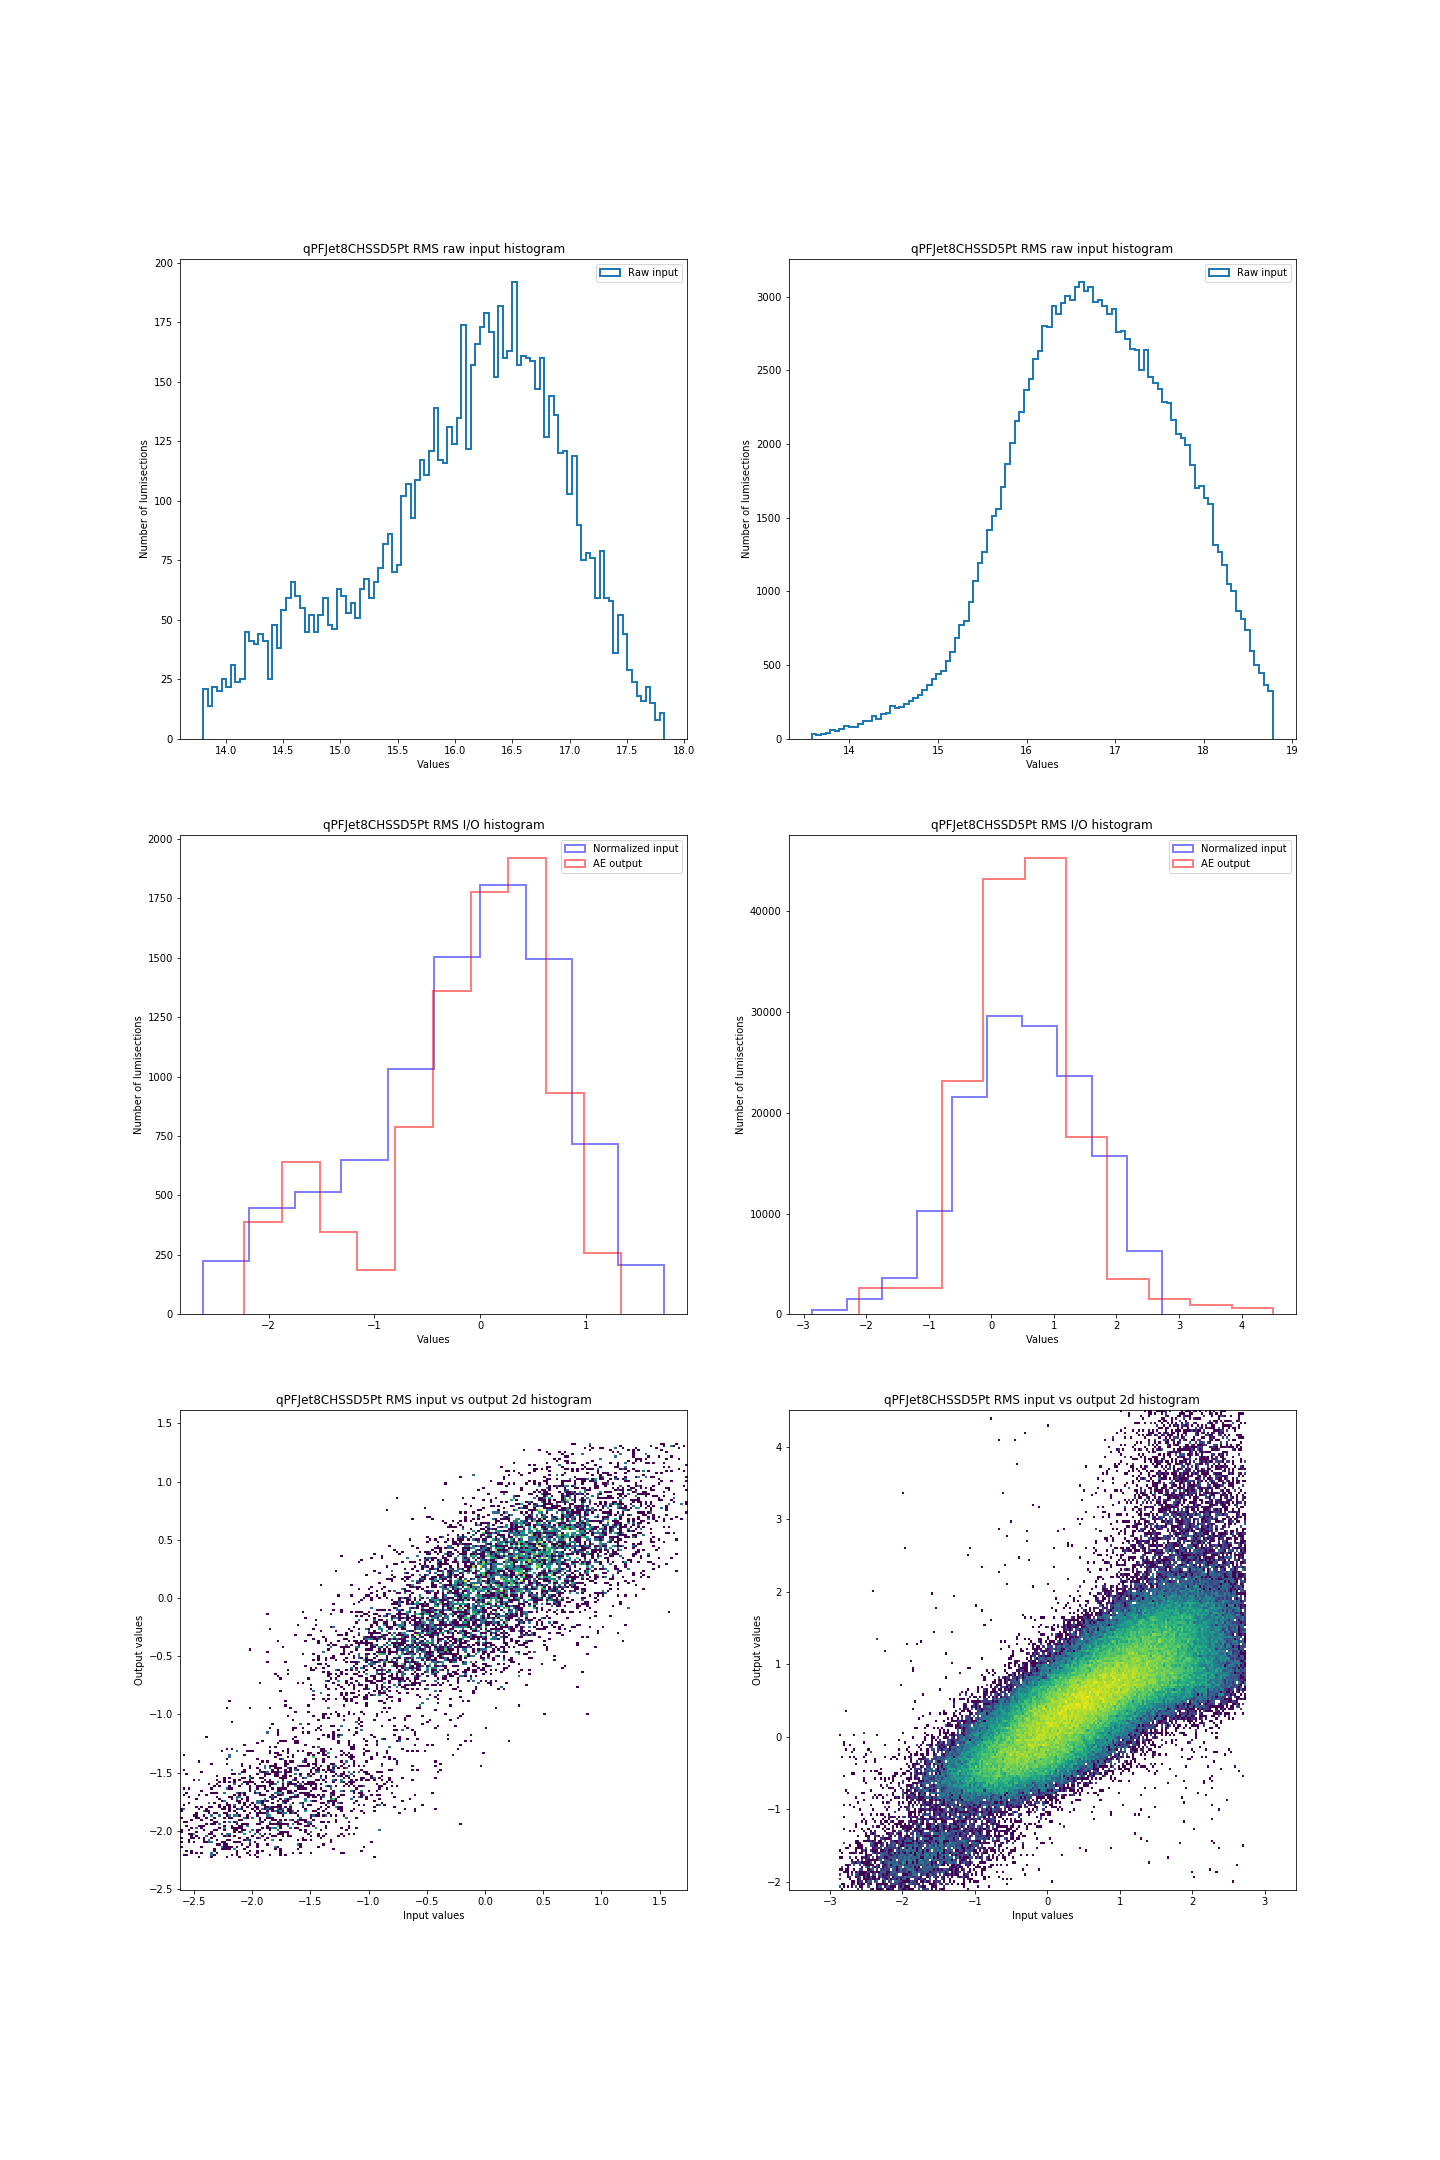 qPFJet8CHSSD5Pt RMS raw input histogram
Raw input
Number of lumisections
200
175
150
125
100
75
50
25
0
14.0 14.5 15.0 15.5 16.0 16.5 17.0 17.5 18.0
Values
qPFJet8CHSSD5Pt RMS raw input histogram
Raw input
Number of lumisections
3000
2500
2000
1500
1000
500
0
14 15 16 17 18 19
Values
qPFJet8CHSSD5Pt RMS I/O histogram
Normalized input
AE output
Number of lumisections
2000
1750
1500
1250
1000
750
500
250
0
−2 −1 0 1
Values
qPFJet8CHSSD5Pt RMS I/O histogram
Normalized input
AE output
Number of lumisections
40000
30000
20000
10000
0
−3 −2 −1 0 1 2 3 4
Values
qPFJet8CHSSD5Pt RMS input vs output 2d histogram
Output values
1.5
1.0
0.5
0.0
−0.5
−1.0
−1.5
−2.0
−2.5
−2.5 −2.0 −1.5 −1.0 −0.5 0.0 0.5 1.0 1.5
Input values
qPFJet8CHSSD5Pt RMS input vs output 2d histogram
Output values
4
3
2
1
0
−1
−2
−3 −2 −1 0 1 2 3
Input values